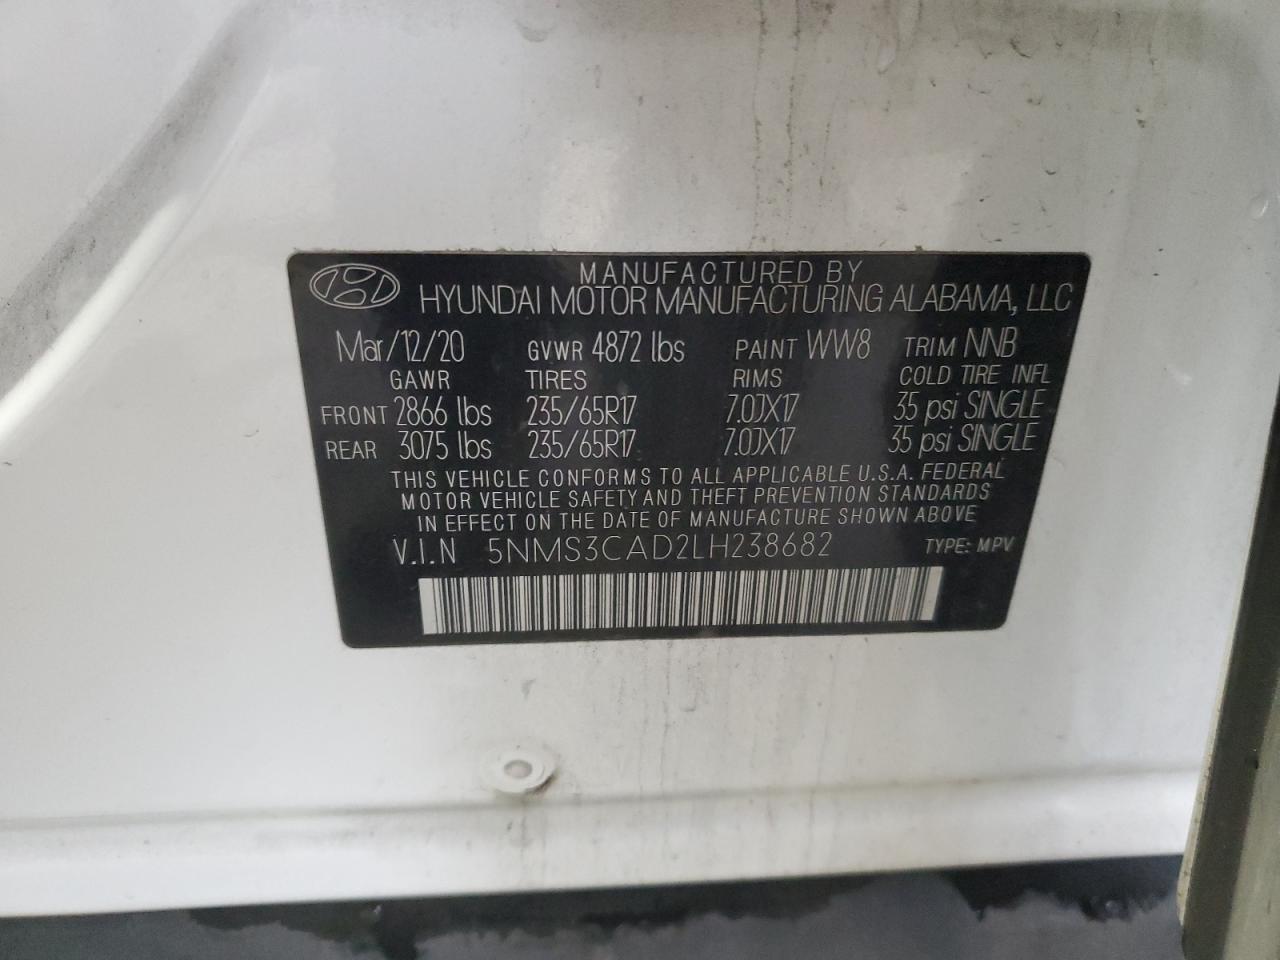 MANUFACTURED BY
HYUNDAI MOTOR MANUFACTURING ALABAMA, LLC
Mar/12/20 GVWR 4872 lbs PAINT WW8 TRIM NNB
GAWR TIRES RIMS COLD TIRE INFL
FRONT 2866 lbs 235/65R17 7.0JX17 35 psi SINGLE
REAR 3075 lbs 235/65R17 7.0JX17 35 psi SINGLE
THIS VEHICLE CONFORMS TO ALL APPLICABLE U.S.A. FEDERAL
MOTOR VEHICLE SAFETY AND THEFT PREVENTION STANDARDS
IN EFFECT ON THE DATE OF MANUFACTURE SHOWN ABOVE
V.I.N 5NMS3CAD2LH238682 TYPE: MPV